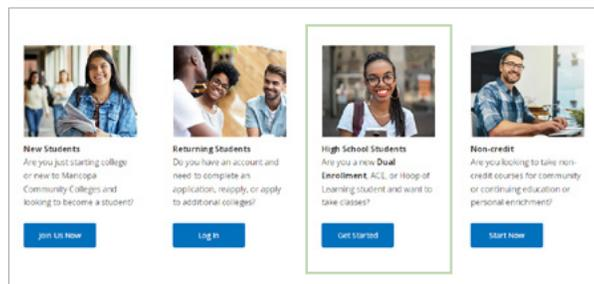 New Students
Are you just starting college
or new to Maricopa
Community Colleges and
looking to become a student?
Join Us Now
Returning Students
Do you have an account and
need to complete an
application, reapply, or apply
to additional colleges?
Log In
High School Students
Are you a new Dual
Enrollment, ACE, or Hoop of
Learning student and want to
take classes?
Get Started
Non-credit
Are you looking to take non-
credit courses for community
or continuing education or
personal enrichment?
Start Now